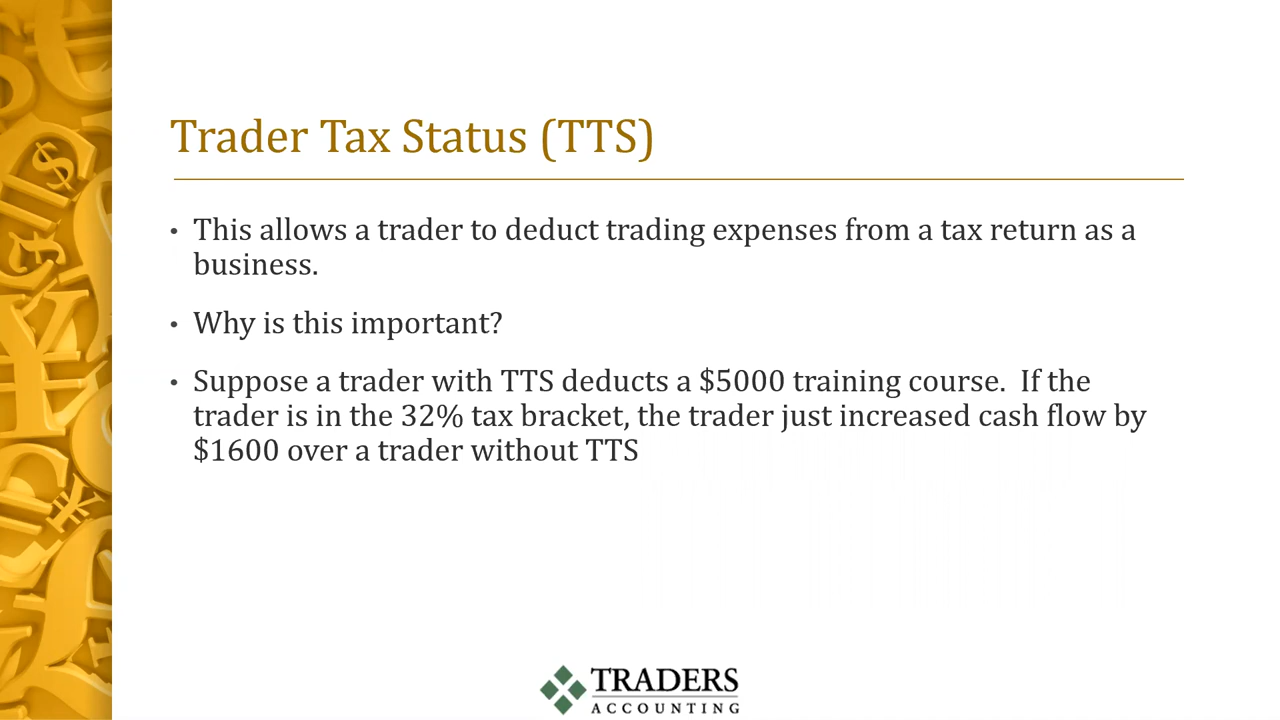 Trader Tax Status (TTS)
• This allows a trader to deduct trading expenses from a tax return as a
business.
• Why is this important?
• Suppose a trader with TTS deducts a $5000 training course.  If the
trader is in the 32% tax bracket, the trader just increased cash flow by
$1600 over a trader without TTS
TRADERS
ACCOUNTING